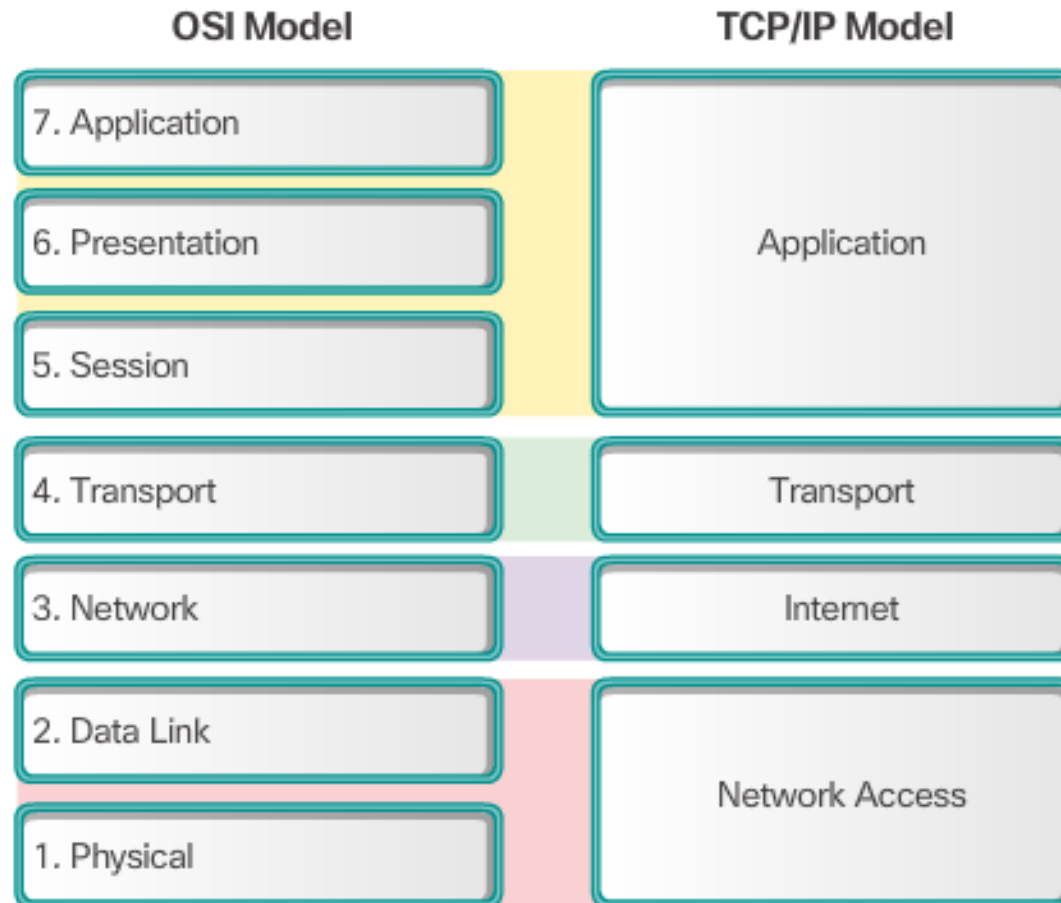 OSI Model
TCP/IP Model
7. Application
6. Presentation
5. Session
Application
4. Transport
Transport
3. Network
Internet
2. Data Link
1. Physical
Network Access